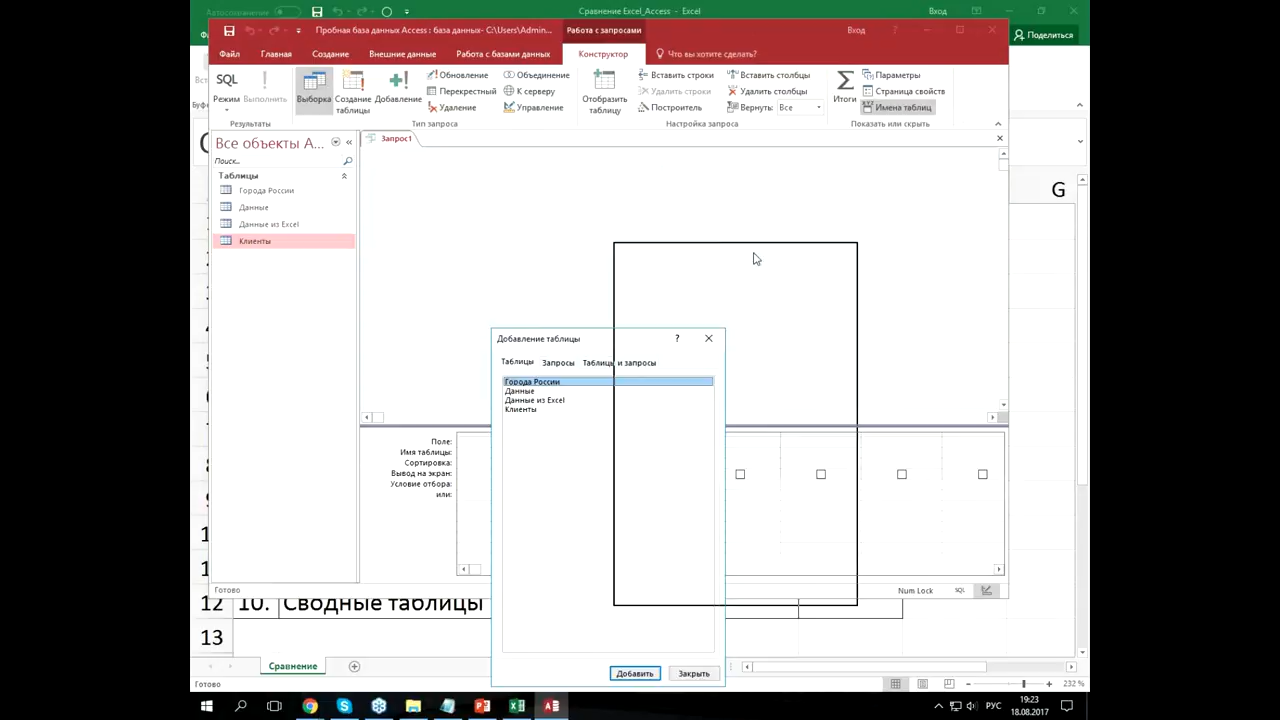 Автосохранение
Сравнение Excel_Access - Excel
Вход
Поделиться
Пробная база данных Access : база данных- C:\Users\Admin...
Работа с запросами
Вход
Файл
Главная
Создание
Внешние данные
Работа с базами данных
Конструктор
Что вы хотите сделать?
SQL
Режим
Выполнить
Результаты
Выборка
Создание таблицы
Добавление
Обновление
Перекрестный
Удаление
Объединение
К серверу
Управление
Тип запроса
Отобразить таблицу
Вставить строки
Удалить строки
Построитель
Вставить столбцы
Удалить столбцы
Вернуть: Все
Настройка запроса
Итоги
Параметры
Страница свойств
Имена таблиц
Показать или скрыть
Все объекты A...
Поиск..
Таблицы
Города России
Данные
Данные из Excel
Клиенты
Запрос1
G
Добавление таблицы
Таблицы
Запросы
Таблицы и запросы
Города России
Данные
Данные из Excel
Клиенты
Добавить
Закрыть
Поле:
Имя таблицы:
Сортировка:
Вывод на экран:
Условие отбора:
или:
Готово
Num Lock
SQL
12 10. Сводные таблицы
13
Сравнение
Готово
232 %
РУС
19:23
18.08.2017